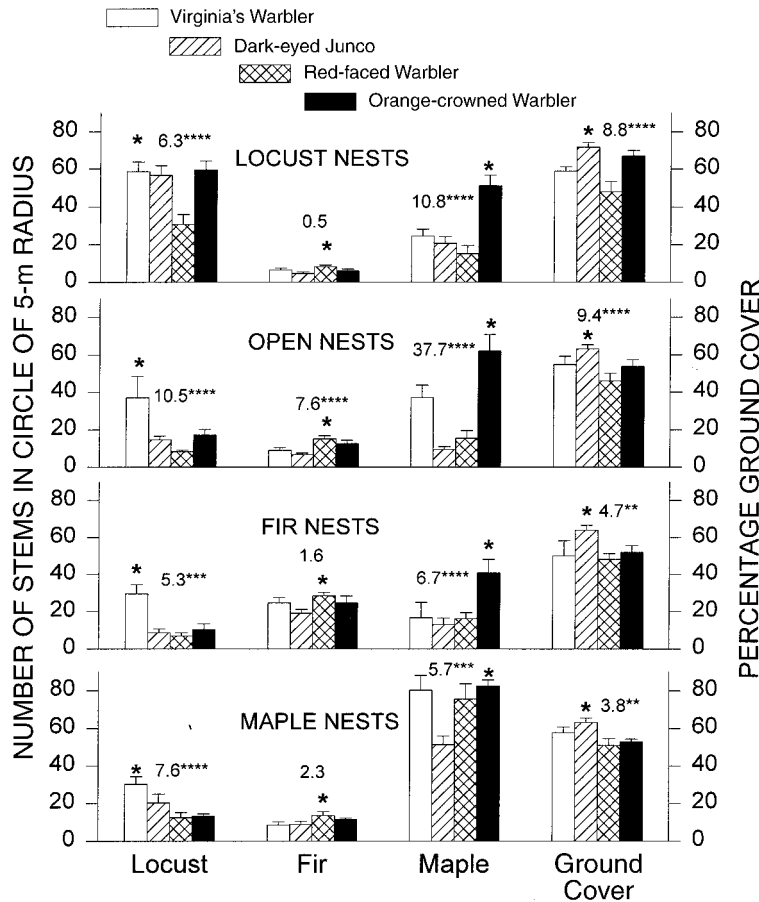 Virginia's Warbler
Dark-eyed Junco
Red-faced Warbler
Orange-crowned Warbler
NUMBER OF STEMS IN CIRCLE OF 5-m RADIUS
PERCENTAGE GROUND COVER
80 * 6.3**** LOCUST NESTS * * 8.8**** 80
60 10.8**** 60
40 0.5 40
20 * 20
0 0
80 OPEN NESTS * 9.4**** 80
60 * 37.7**** * 60
40 10.5**** 7.6**** 40
20 * 20
0 0
80 FIR NESTS * 4.7** 80
60 * 1.6 * 60
40 5.3*** * 6.7**** 40
20 20
0 0
80 MAPLE NESTS 5.7*** * * 3.8** 80
60 60
40 * 7.6**** 2.3 40
20 * 20
0 0
Locust Fir Maple Ground
Cover